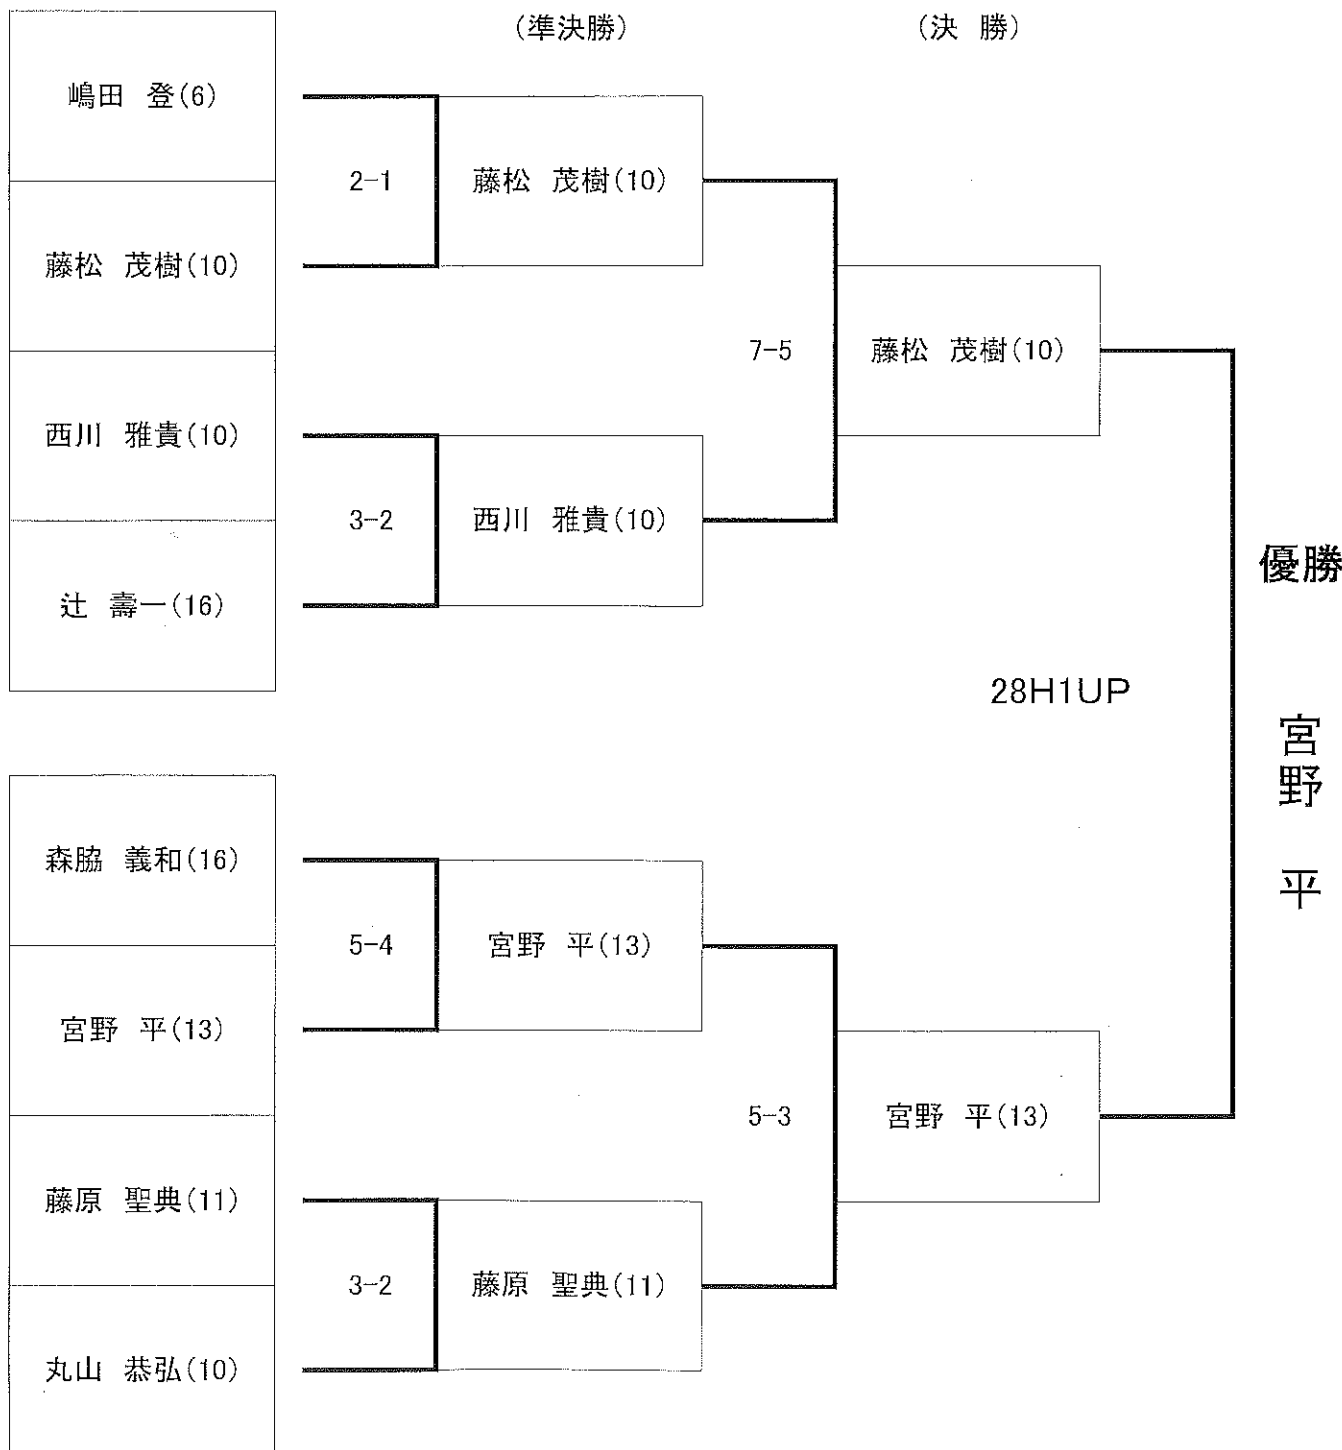 (準決勝)
(決 勝)
嶋田 登(6)
藤松 茂樹(10)
西川 雅貴(10)
辻 壽一(16)
2-1
藤松 茂樹(10)
3-2
西川 雅貴(10)
7-5
藤松 茂樹(10)
森脇 義和(16)
宮野 平(13)
藤原 聖典(11)
丸山 恭弘(10)
5-4
宮野 平(13)
3-2
藤原 聖典(11)
5-3
宮野 平(13)
28H1UP
優勝
宮野 平